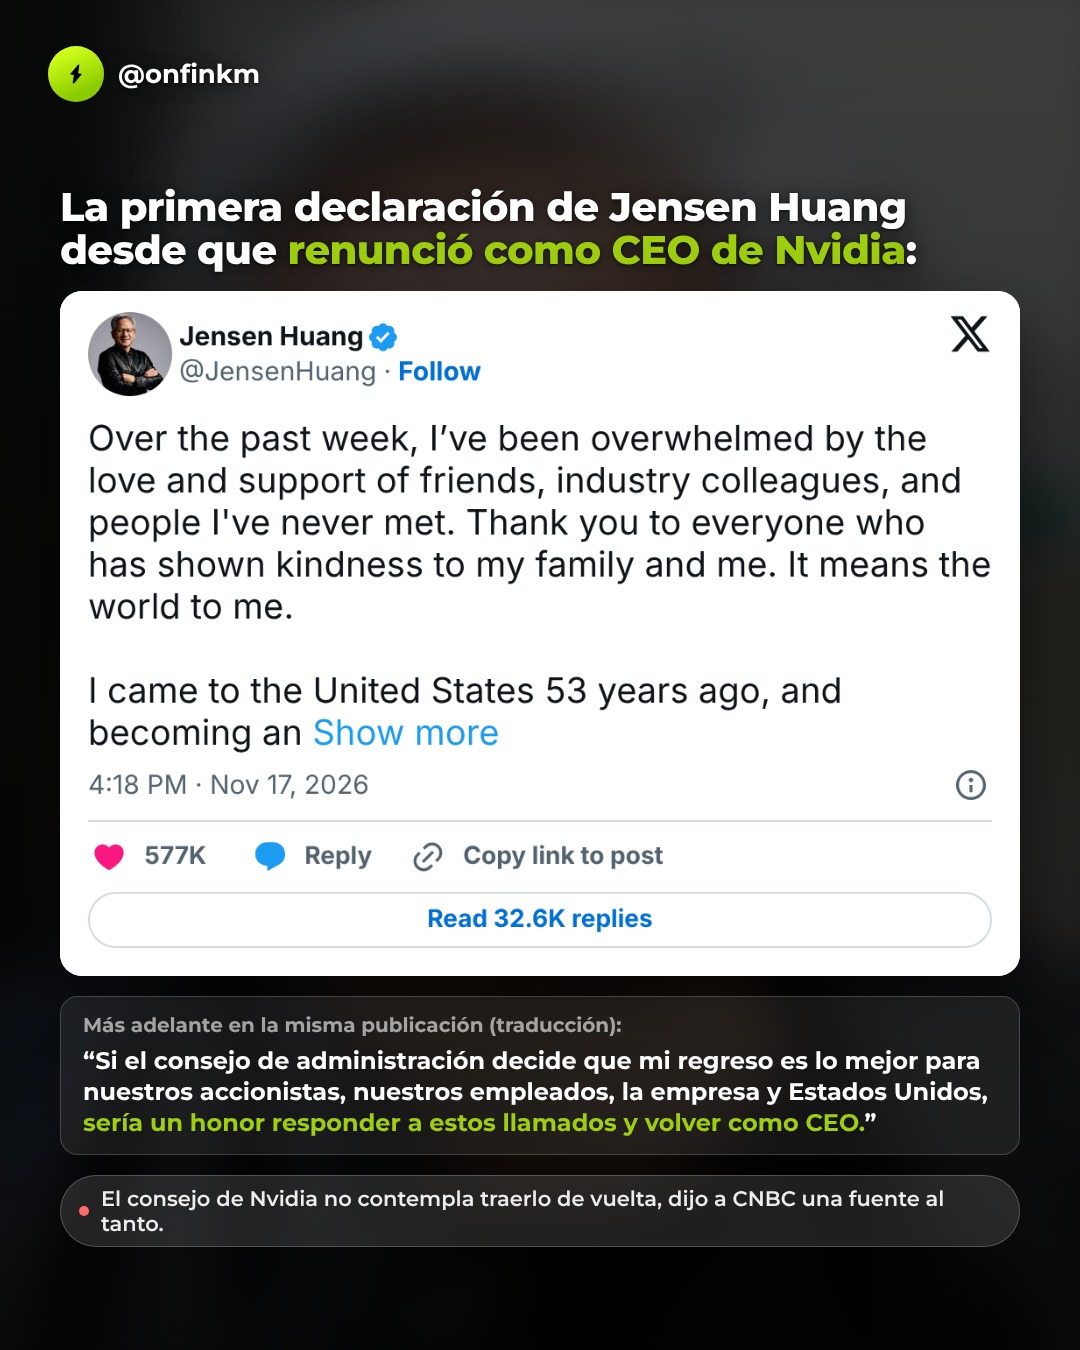 @onfinkm
La primera declaración de Jensen Huang
desde que renunció como CEO de Nvidia:
Jensen Huang
@JensenHuang · Follow
Over the past week, I’ve been overwhelmed by the
love and support of friends, industry colleagues, and
people I've never met. Thank you to everyone who
has shown kindness to my family and me. It means the
world to me.
I came to the United States 53 years ago, and
becoming an Show more
4:18 PM · Nov 17, 2026
577K Reply Copy link to post
Read 32.6K replies
Más adelante en la misma publicación (traducción):
“Si el consejo de administración decide que mi regreso es lo mejor para
nuestros accionistas, nuestros empleados, la empresa y Estados Unidos,
sería un honor responder a estos llamados y volver como CEO.”
El consejo de Nvidia no contempla traerlo de vuelta, dijo a CNBC una fuente al
tanto.